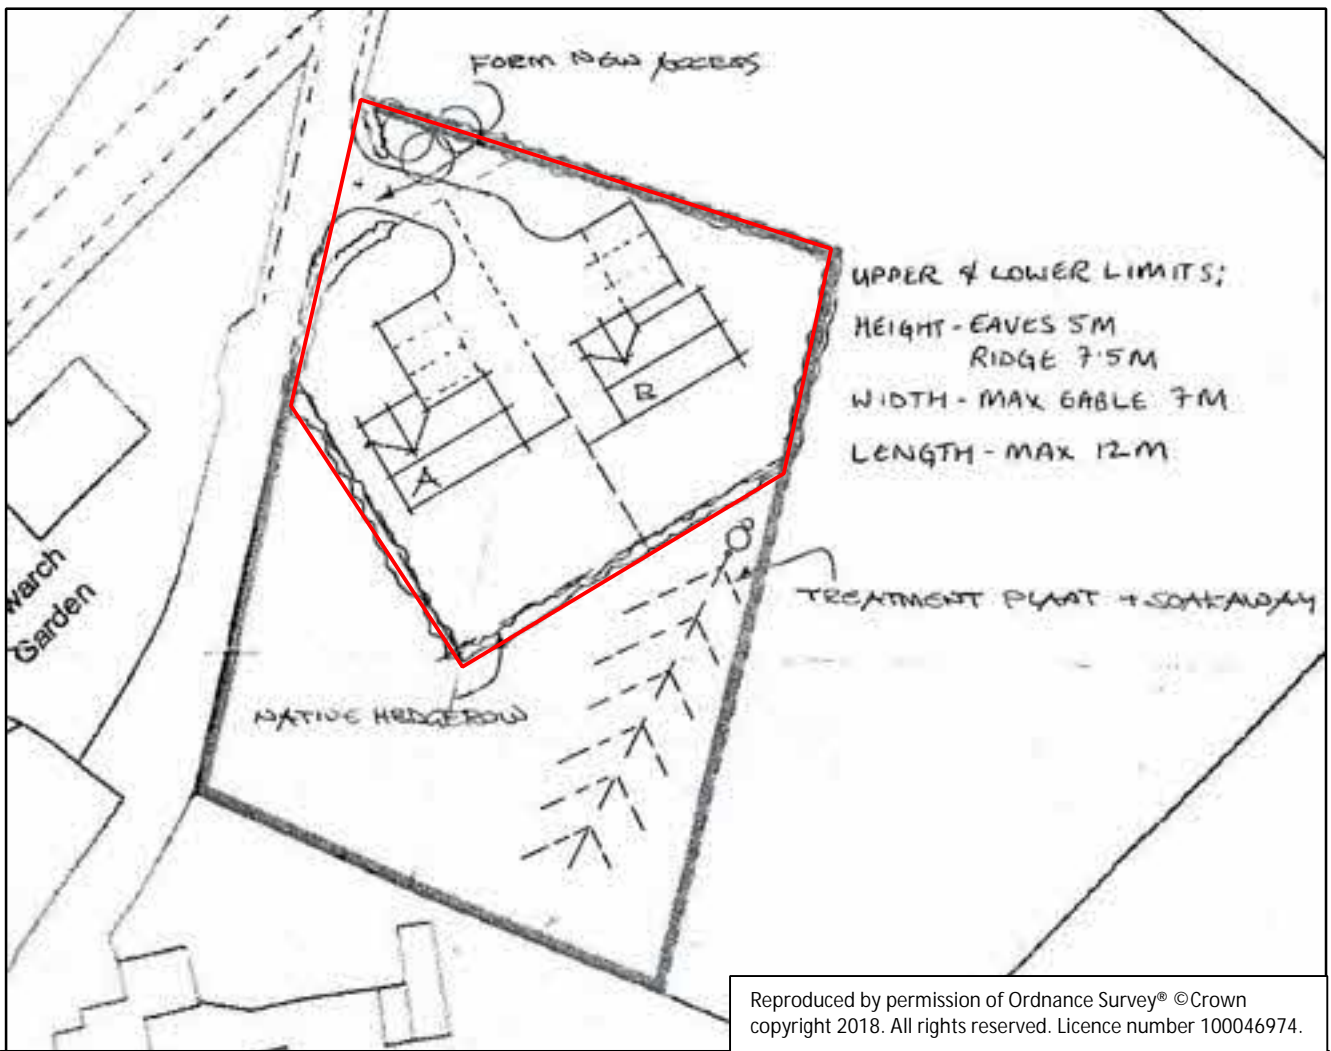 FORM NEW ACCESS
UPPER & LOWER LIMITS;
HEIGHT - EAVES 5M
RIDGE 7.5M
WIDTH - MAX GABLE 7M
LENGTH - MAX 12M
B
A
warch
Garden
TREATMENT PLANT + SOAKAWAY
NATIVE HEDGEROW
Reproduced by permission of Ordnance Survey® © Crown
copyright 2018. All rights reserved. Licence number 100046974.